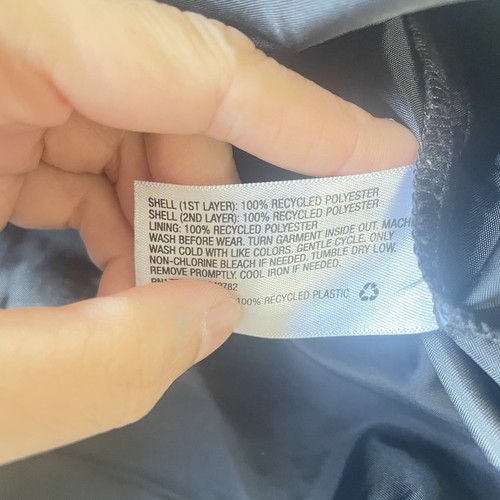 SHELL (1ST LAYER): 100% RECYCLED POLYESTER
SHELL (2ND LAYER): 100% RECYCLED POLYESTER
LINING: 100% RECYCLED POLYESTER
WASH BEFORE WEAR. TURN GARMENT INSIDE OUT. MACH
WASH COLD WITH LIKE COLORS. GENTLE CYCLE. ONLY
NON-CHLORINE BLEACH IF NEEDED. TUMBLE DRY LOW.
REMOVE PROMPTLY. COOL IRON IF NEEDED.
100% RECYCLED PLASTIC